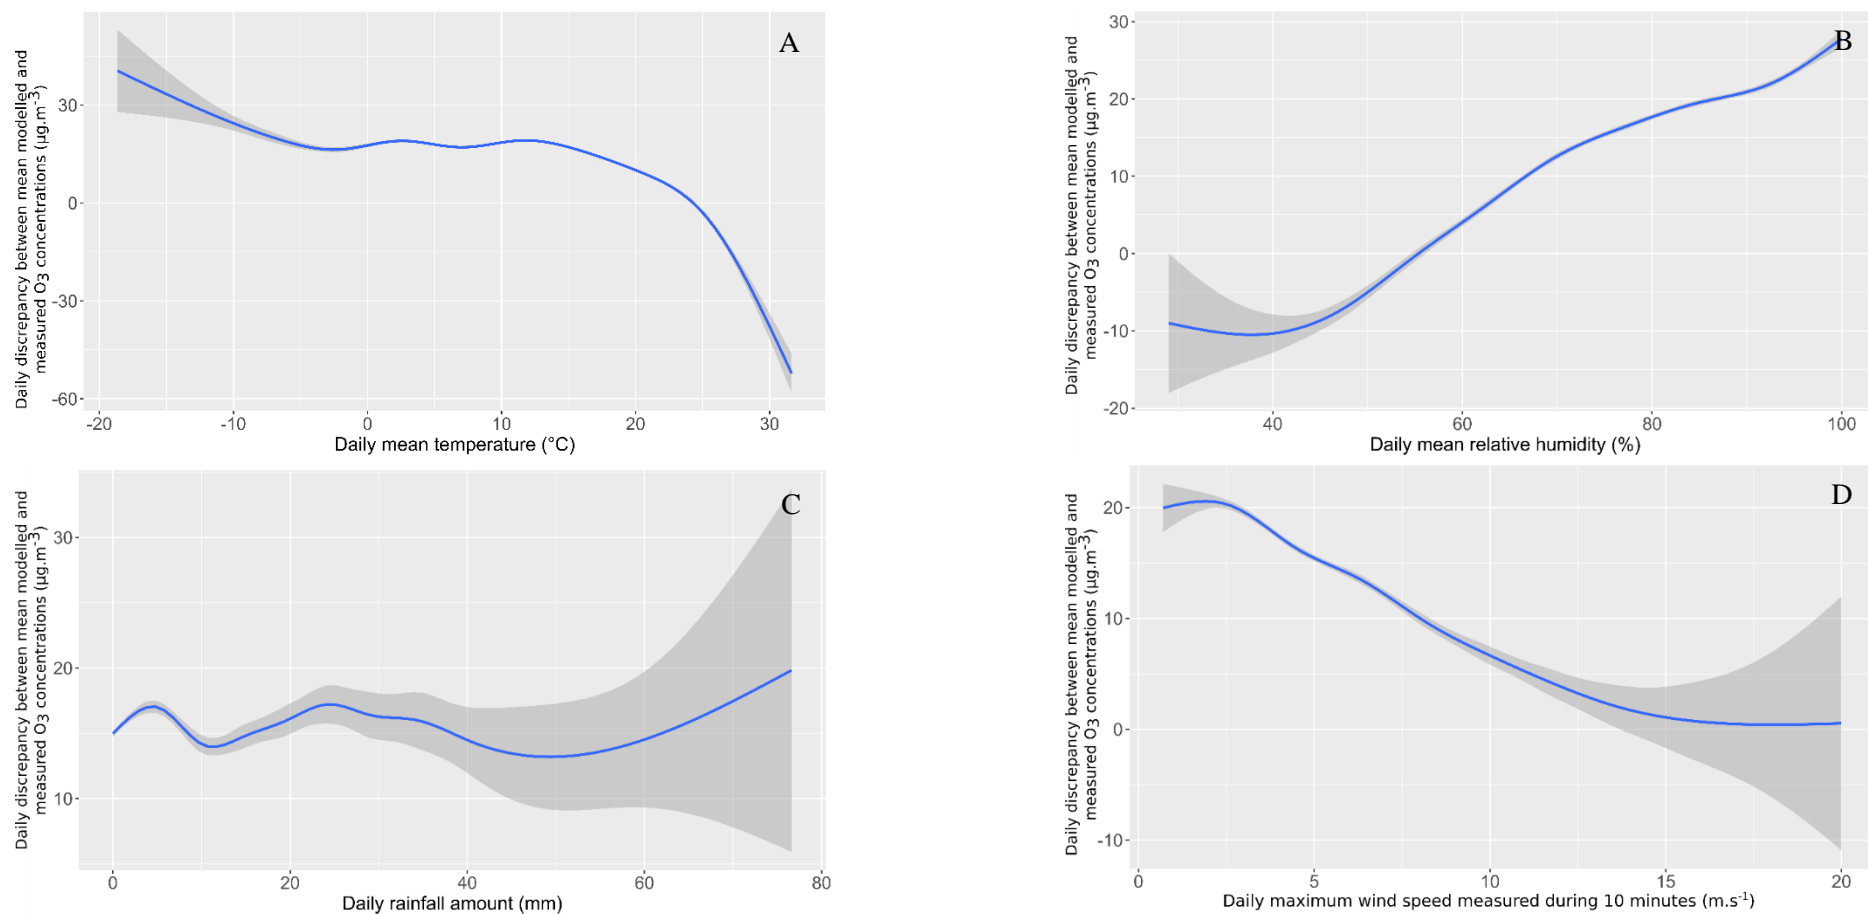 A
Daily discrepancy between mean modelled and
measured O3 concentrations (µg.m-3)
30
0
-30
-60
-20 -10 0 10 20 30
Daily mean temperature (°C)
B
Daily discrepancy between mean modelled and
measured O3 concentrations (µg.m-3)
30
20
10
0
-10
-20
40 60 80 100
Daily mean relative humidity (%)
C
Daily discrepancy between mean modelled and
measured O3 concentrations (µg.m-3)
30
20
10
0 20 40 60 80
Daily rainfall amount (mm)
D
Daily discrepancy between mean modelled and
measured O3 concentrations (µg.m-3)
20
10
0
-10
0 5 10 15 20
Daily maximum wind speed measured during 10 minutes (m.s-1)